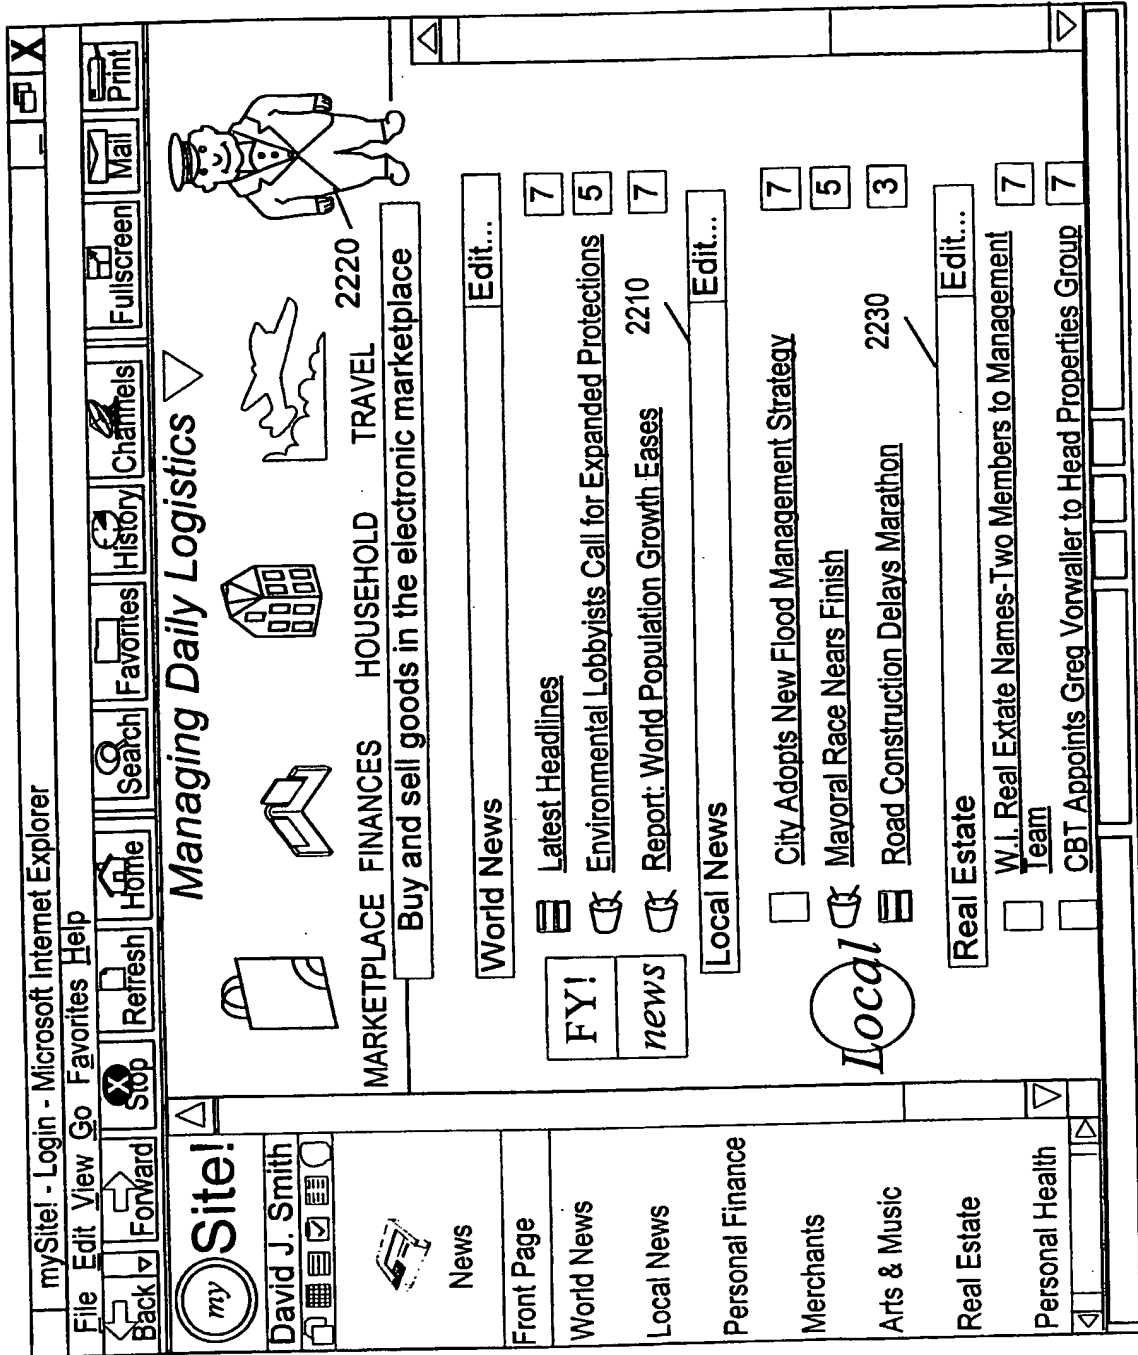 mySite! - Login - Microsoft Internet Explorer
File Edit View Go Favorites Help
Back Forward Stop Refresh Home Search Favorites History Channels Fullscreen Mail Print
my Site!
David J. Smith
News
Front Page
World News
Local News
Personal Finance
Merchants
Arts & Music
Real Estate
Personal Health
Managing Daily Logistics
MARKETPLACE FINANCES HOUSEHOLD TRAVEL
2220
Buy and sell goods in the electronic marketplace
World News Edit...
FY!
news
Latest Headlines 7
Environmental Lobbyists Call for Expanded Protections 5
Report: World Population Growth Eases 7
2210
Local News Edit...
Local
City Adopts New Flood Management Strategy 7
Mayoral Race Nears Finish 5
Road Construction Delays Marathon 3
2230
Real Estate Edit...
W.I. Real Extate Names-Two Members to Management 7
Team
CBT Appoints Greg Vorwaller to Head Properties Group 7